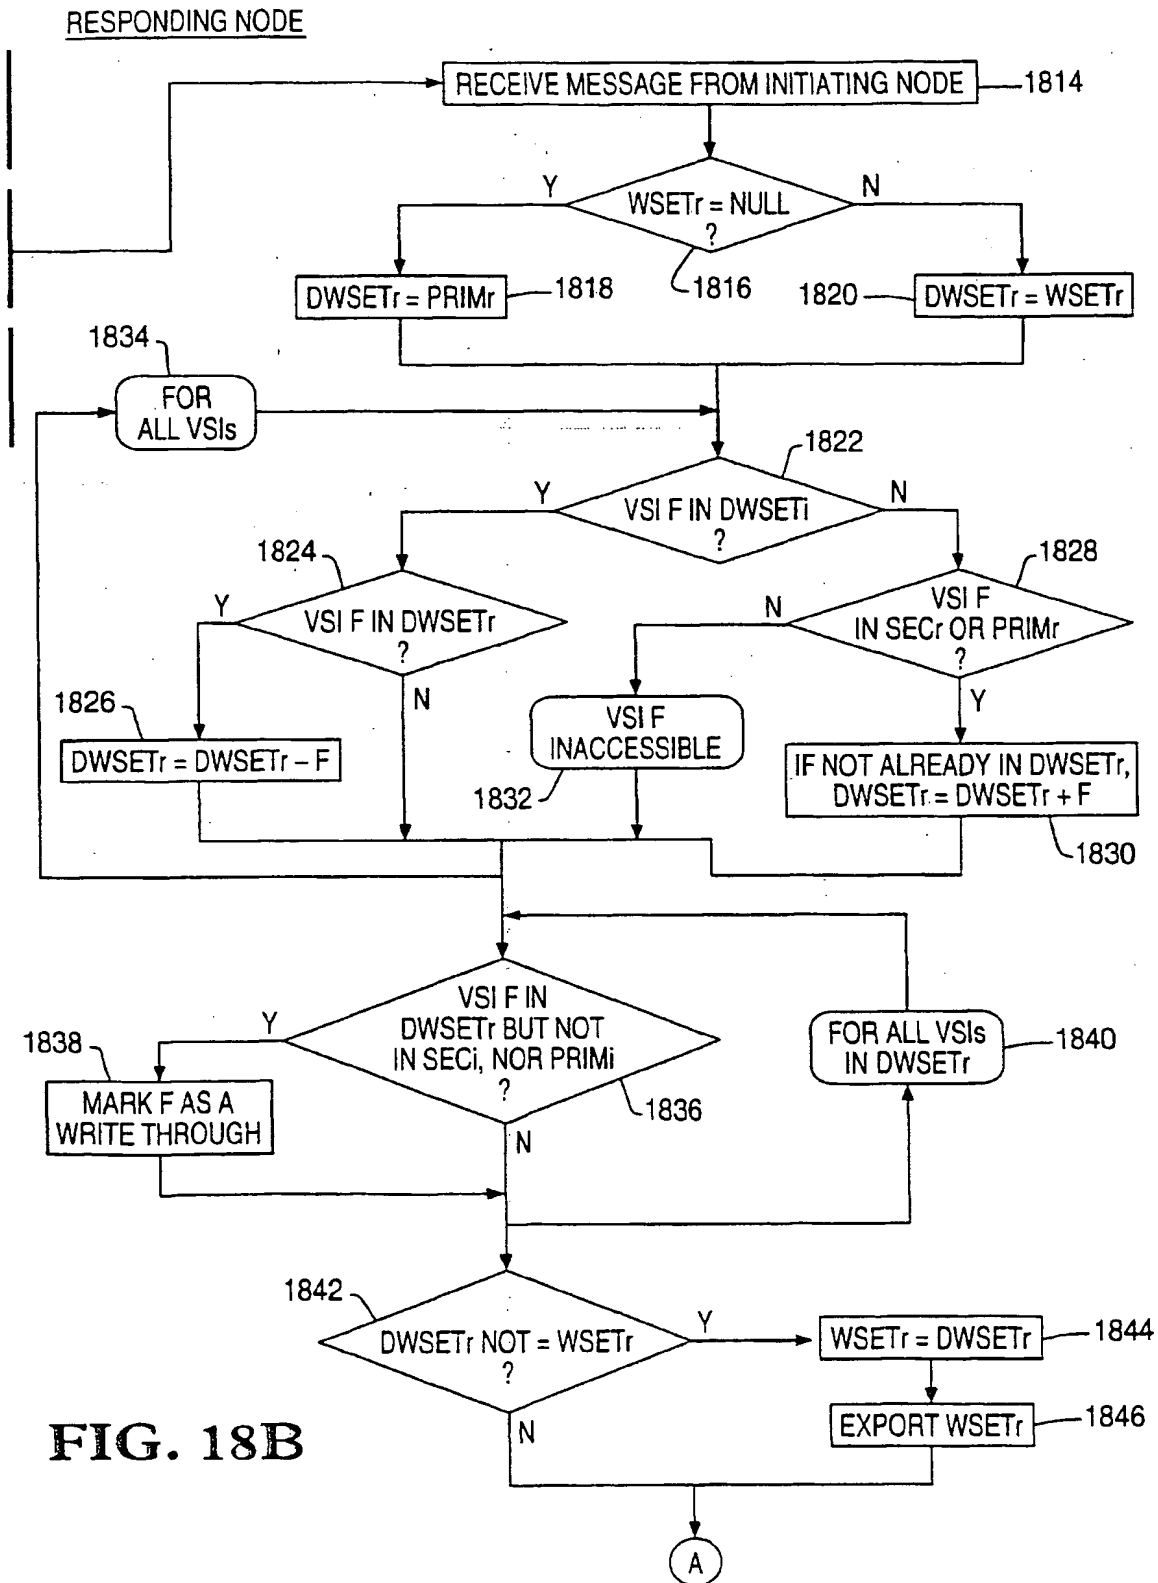 RESPONDING NODE
RECEIVE MESSAGE FROM INITIATING NODE
1814
Y
WSETr = NULL
?
N
1816
DWSETr = PRIMr
1818
1820
DWSETr = WSETr
1834
FOR
ALL VSIs
1822
Y
VSI F IN DWSETi
?
N
1824
Y
VSI F IN DWSETr
?
N
1828
N
VSI F
IN SECr OR PRIMr
?
Y
1826
DWSETr = DWSETr – F
VSI F
INACCESSIBLE
1832
IF NOT ALREADY IN DWSETr,
DWSETr = DWSETr + F
1830
Y
VSI F IN
DWSETr BUT NOT
IN SECi, NOR PRIMi
?
1836
N
1838
MARK F AS A
WRITE THROUGH
FOR ALL VSIs
IN DWSETr
1840
1842
DWSETr NOT = WSETr
?
Y
N
WSETr = DWSETr
1844
EXPORT WSETr
1846
FIG. 18B
A